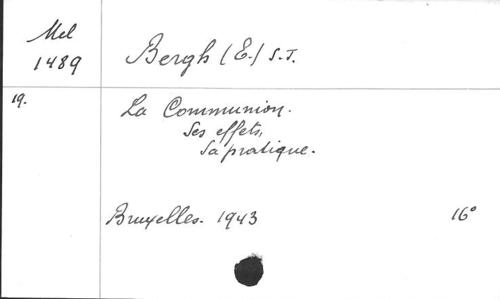 Mel
1489
Bergh (E.) S.J.
19.
La Communion.
Ses effets,
Sa pratique.
Bruxelles. 1943
16°